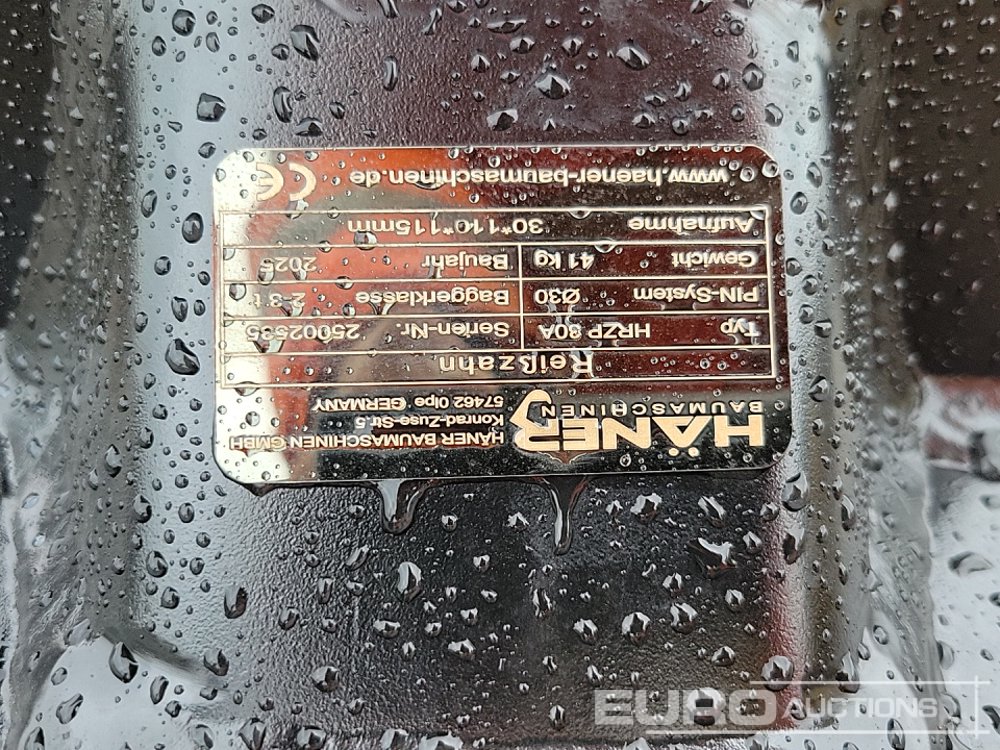 HÄNER
BAUMASCHINEN
HÄNER BAUMASCHINEN GMBH
Konrad-Zuse-Str.5
57462 Olpe GERMANY
Reißzahn
Typ HRZP 30A Serien-Nr. 25002535
PIN-System Ø30 Baggerklasse 2-3 t
Gewicht 41 kg Baujahr 2025
Aufnahme 30*110*115mm
www.haener-baumaschinen.de CE
EURO AUCTIONS